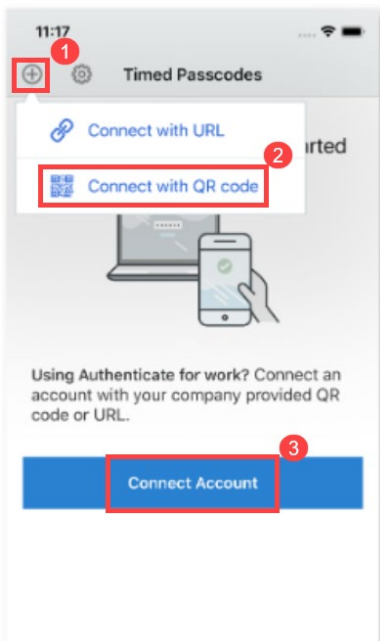 11:17
1
Timed Passcodes
Connect with URL
2
rted
Connect with QR code
Using Authenticate for work? Connect an
account with your company provided QR
code or URL.
3
Connect Account